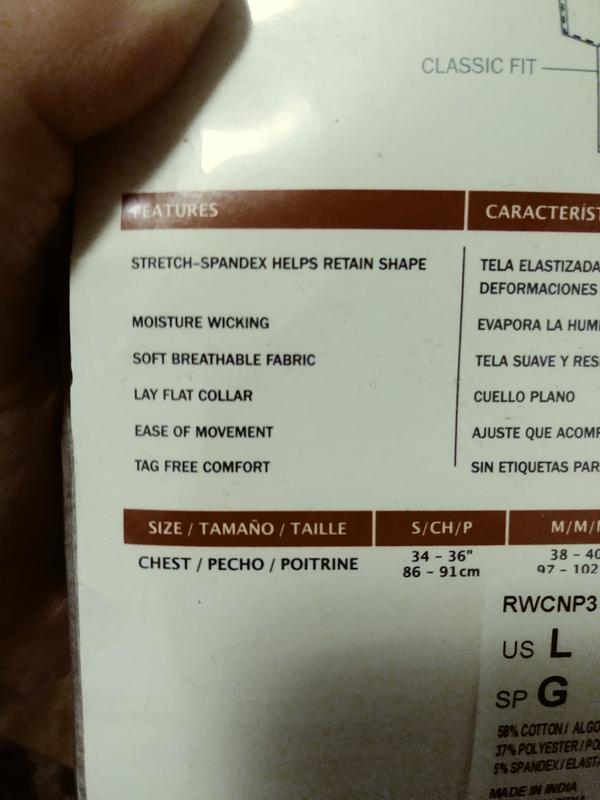 CLASSIC FIT
FEATURES
CARACTERÍST
STRETCH-SPANDEX HELPS RETAIN SHAPE
TELA ELASTIZADA
DEFORMACIONES
MOISTURE WICKING
EVAPORA LA HUM
SOFT BREATHABLE FABRIC
TELA SUAVE Y RES
LAY FLAT COLLAR
CUELLO PLANO
EASE OF MOVEMENT
AJUSTE QUE ACOMP
TAG FREE COMFORT
SIN ETIQUETAS PAR
SIZE / TAMAÑO / TAILLE S/CH/P M/M/
CHEST / PECHO / POITRINE 34 - 36" 38 - 40
86 - 91cm 97 - 102
RWCNP3
US L
SP G
58% COTTON / ALGO
37% POLYESTER / PO
5% SPANDEX / ELAST
MADE IN INDIA